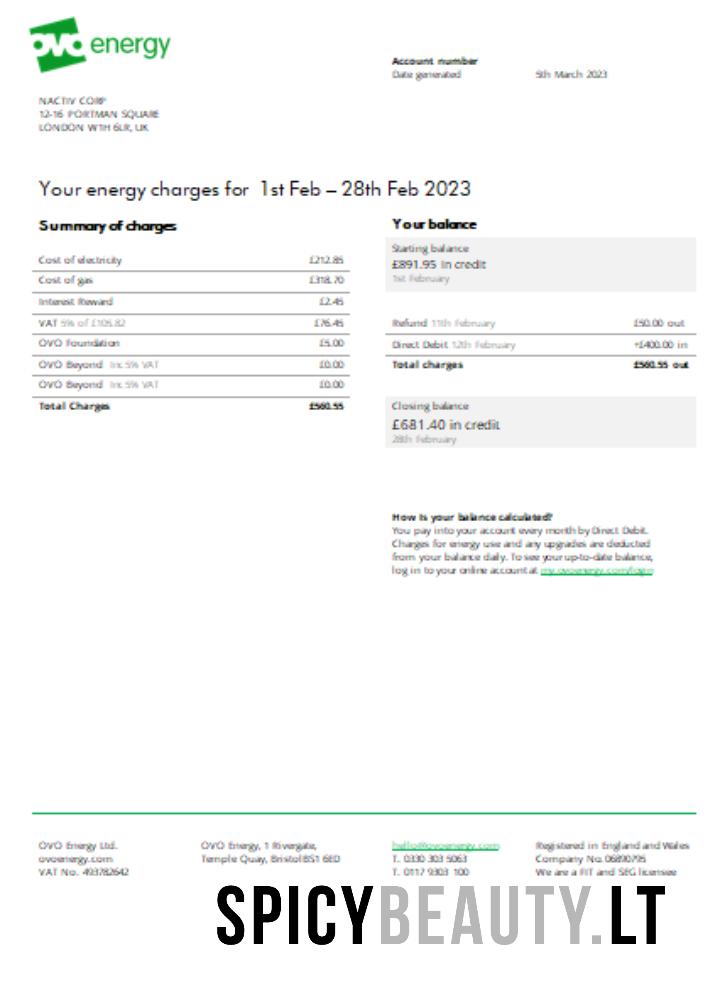 ovo energy
Account number
Date generated 5th March 2023
NACTIV CORP
12-16 PORTMAN SQUARE
LONDON W1H 6LR, UK
Your energy charges for 1st Feb – 28th Feb 2023
Summary of charges
Cost of electricity £212.85
Cost of gas £318.70
Interest Reward £2.45
VAT 5% of £105.82 £76.45
OVO Foundation £5.00
OVO Beyond Inc.5% VAT £0.00
OVO Beyond Inc.5% VAT £0.00
Total Charges £560.55
Your balance
Starting balance
£891.95 in credit
1st February
Refund 11th February £50.00 out
Direct Debit 12th February +£400.00 in
Total charges £560.55 out
Closing balance
£681.40 in credit
28th February
How is your balance calculated?
You pay into your account every month by Direct Debit.
Charges for energy use and any upgrades are deducted
from your balance daily. To see your up-to-date balance,
log in to your online account at my.ovoenergy.com/login
OVO Energy Ltd.
ovoenergy.com
VAT No. 493782642
OVO Energy, 1 Rivergate,
Temple Quay, Bristol BS1 6ED
hello@ovoenergy.com
T. 0330 303 5063
T. 0117 9303 100
Registered in England and Wales
Company No. 06890795
We are a FIT and SEG licensee
SPICYBEAUTY.LT